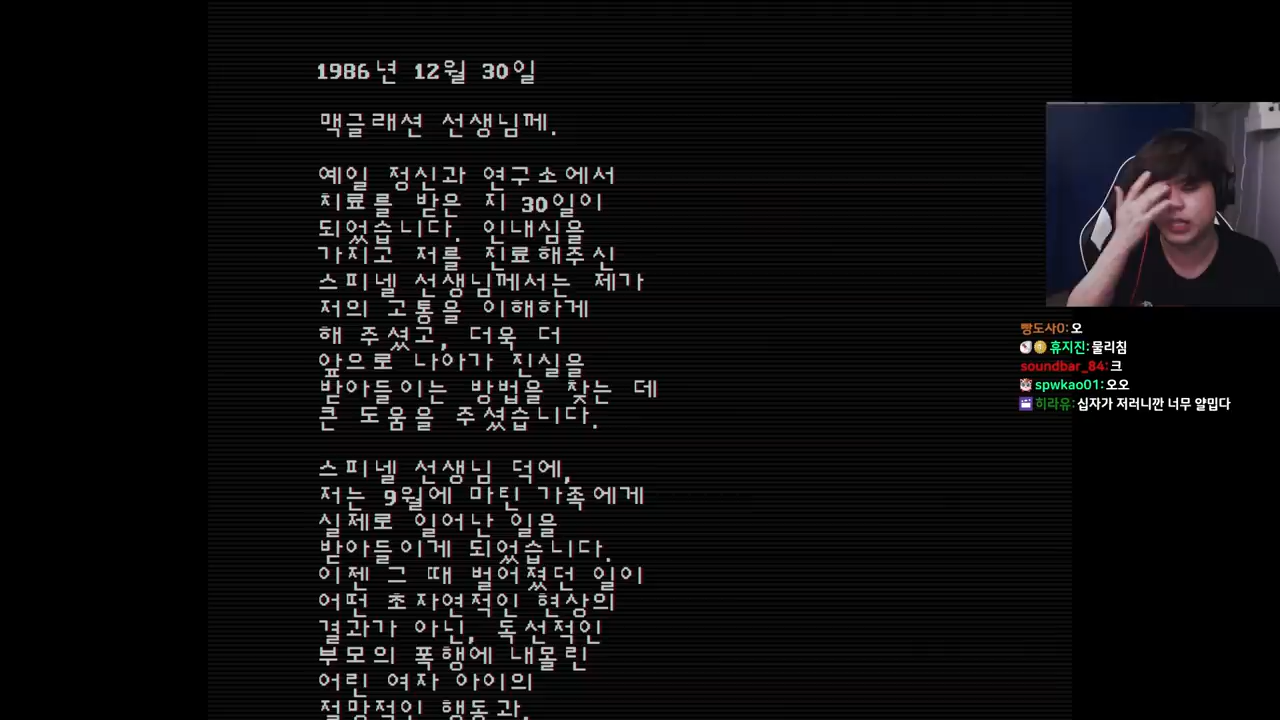 1986년 12월 30일
맥글래션 선생님께.
예일 정신과 연구소에서
치료를 받은 지 30일이
되었습니다. 인내심을
가지고 저를 진료해주신
스피넬 선생님께서는 제가
저의 고통을 이해하게
해 주셨고, 더욱 더
앞으로 나아가 진실을
받아들이는 방법을 찾는 데
큰 도움을 주셨습니다.
스피넬 선생님 덕에,
저는 9월에 마틴 가족에게
실제로 일어난 일을
받아들이게 되었습니다.
이젠 그 때 벌어졌던 일이
어떤 초자연적인 현상의
결과가 아닌, 독선적인
부모의 폭행에 내몰린
어린 여자 아이의
절망적인 행동과,
빵도사0: 오
휴지진: 물리침
soundbar_84: 크
spwkao01: 오오
히라유: 십자가 저러니깐 너무 얄밉다